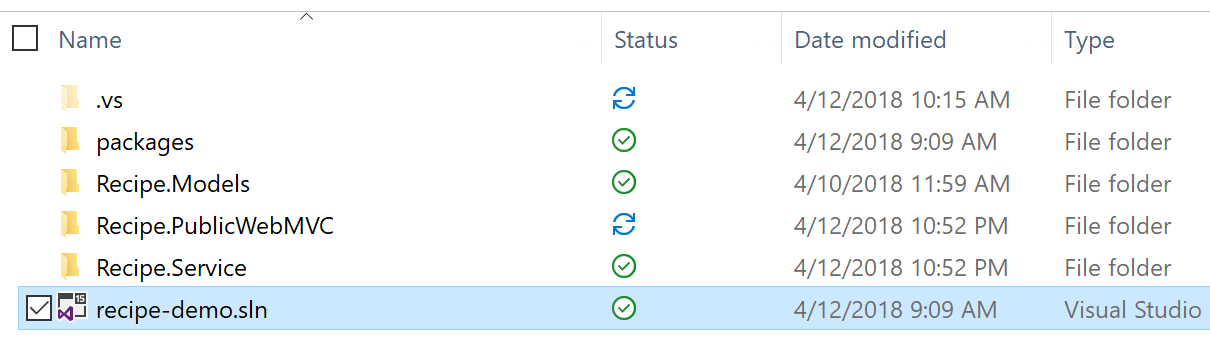 Name Status Date modified Type
.vs 4/12/2018 10:15 AM File folder
packages 4/12/2018 9:09 AM File folder
Recipe.Models 4/10/2018 11:59 AM File folder
Recipe.PublicWebMVC 4/12/2018 10:52 PM File folder
Recipe.Service 4/12/2018 10:52 PM File folder
15 recipe-demo.sln 4/12/2018 9:09 AM Visual Studio